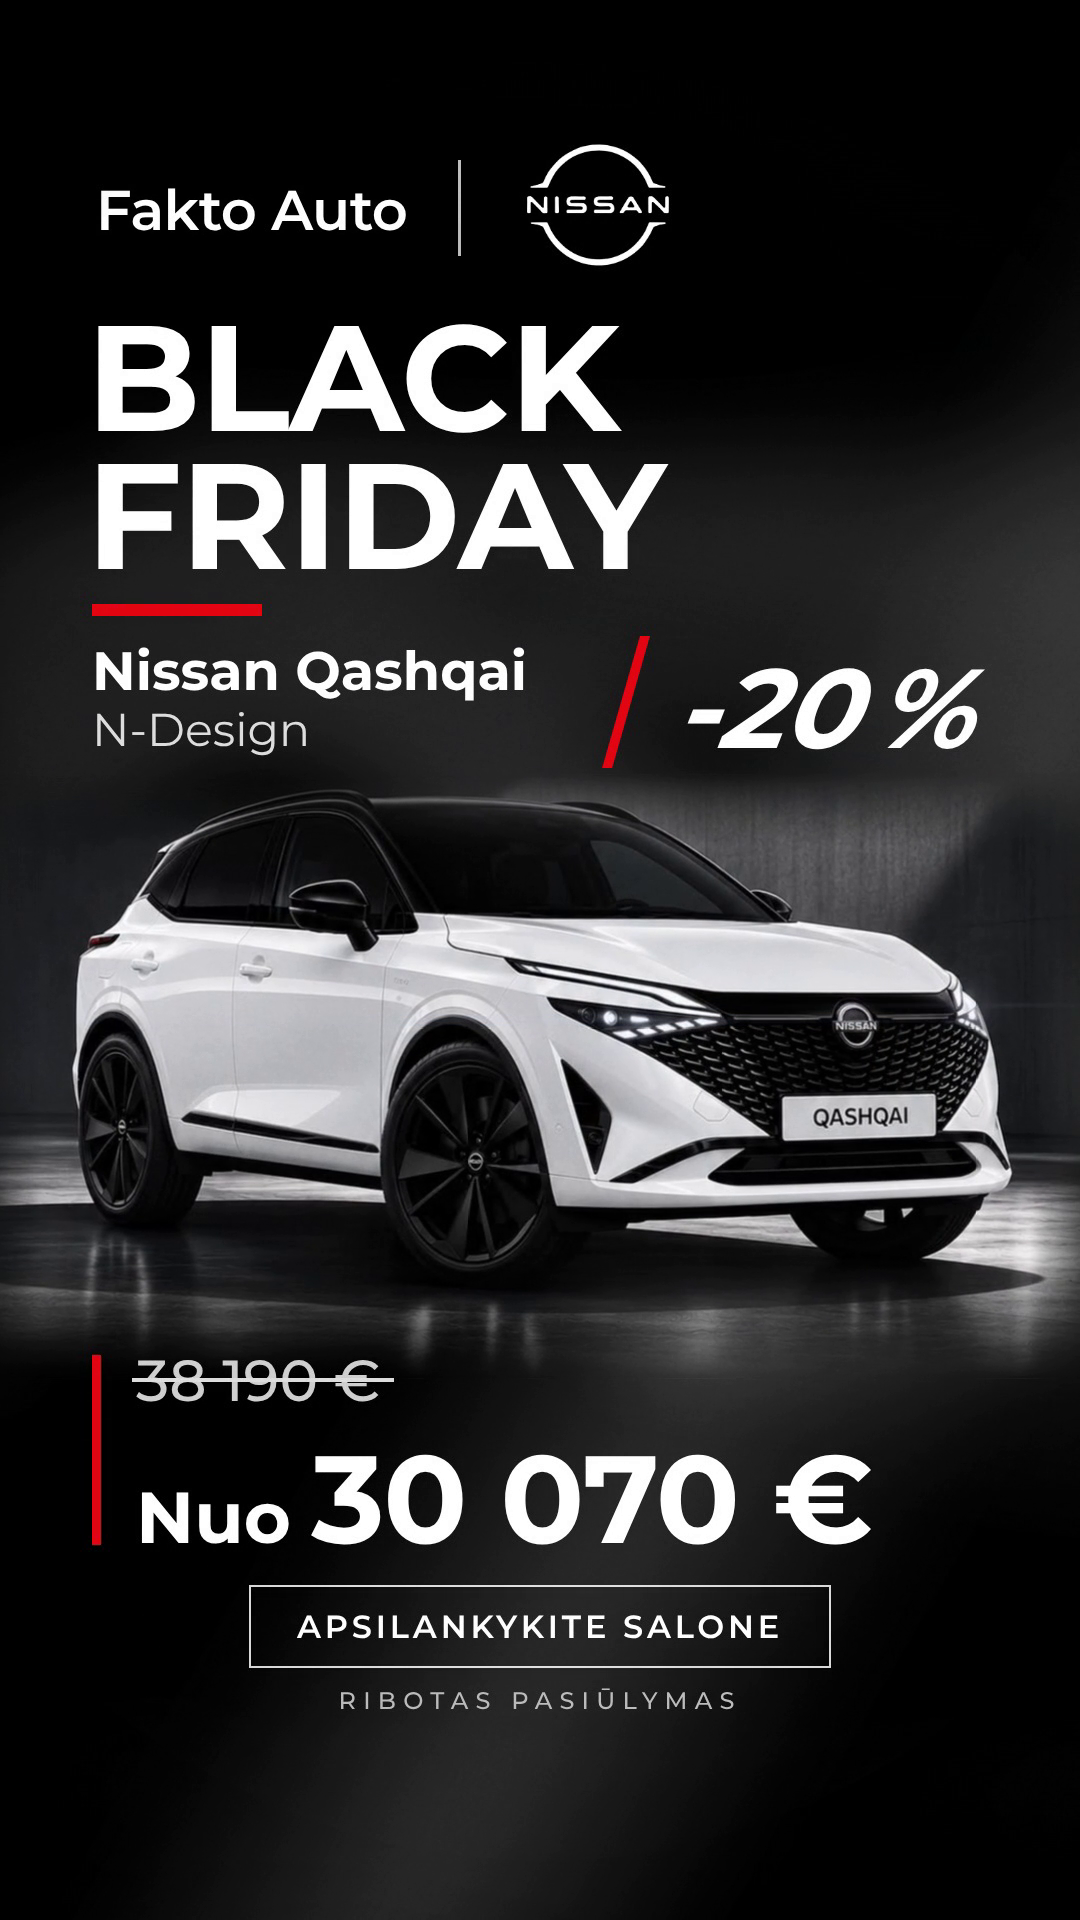 Fakto Auto
NISSAN
BLACK
FRIDAY
Nissan Qashqai
N-Design
-20 %
NISSAN
QASHQAI
38 190 €
Nuo 30 070 €
APSILANKYKITE SALONE
RIBOTAS PASIŪLYMAS